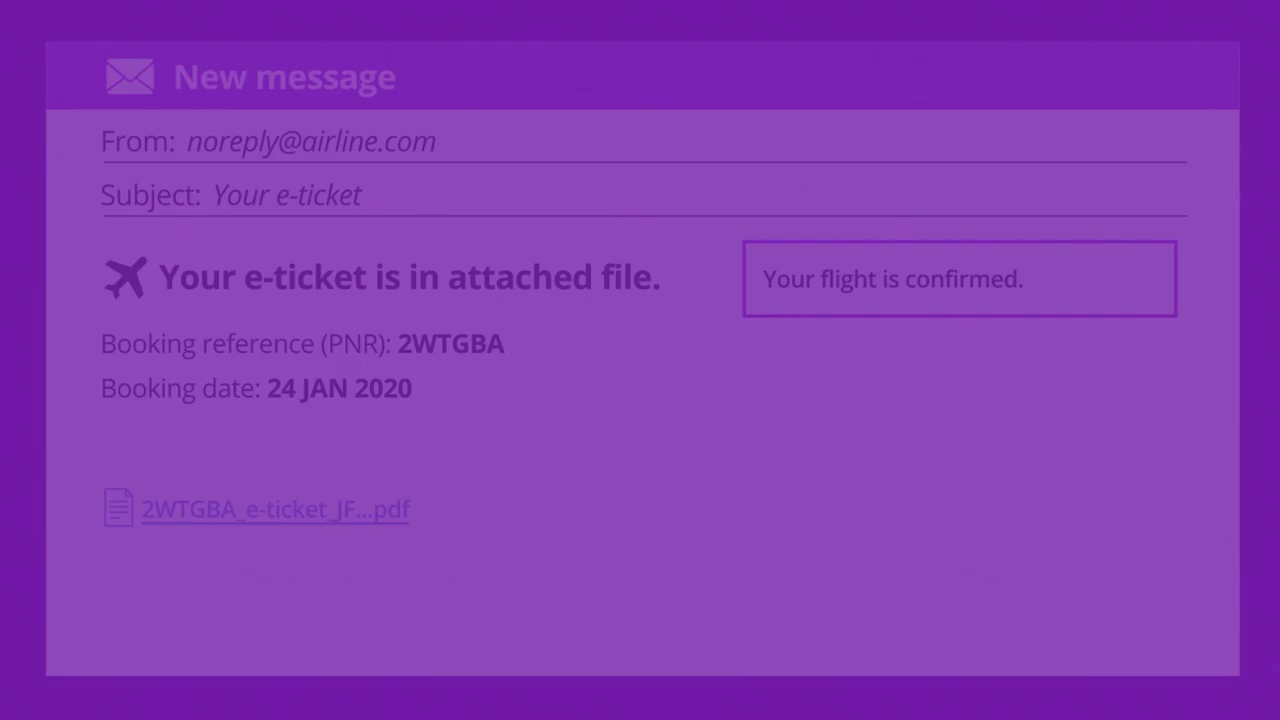 New message
From: noreply@airline.com
Subject: Your e-ticket
Your e-ticket is in attached file.
Your flight is confirmed.
Booking reference (PNR): 2WTGBA
Booking date: 24 JAN 2020
2WTGBA_e-ticket_JF...pdf